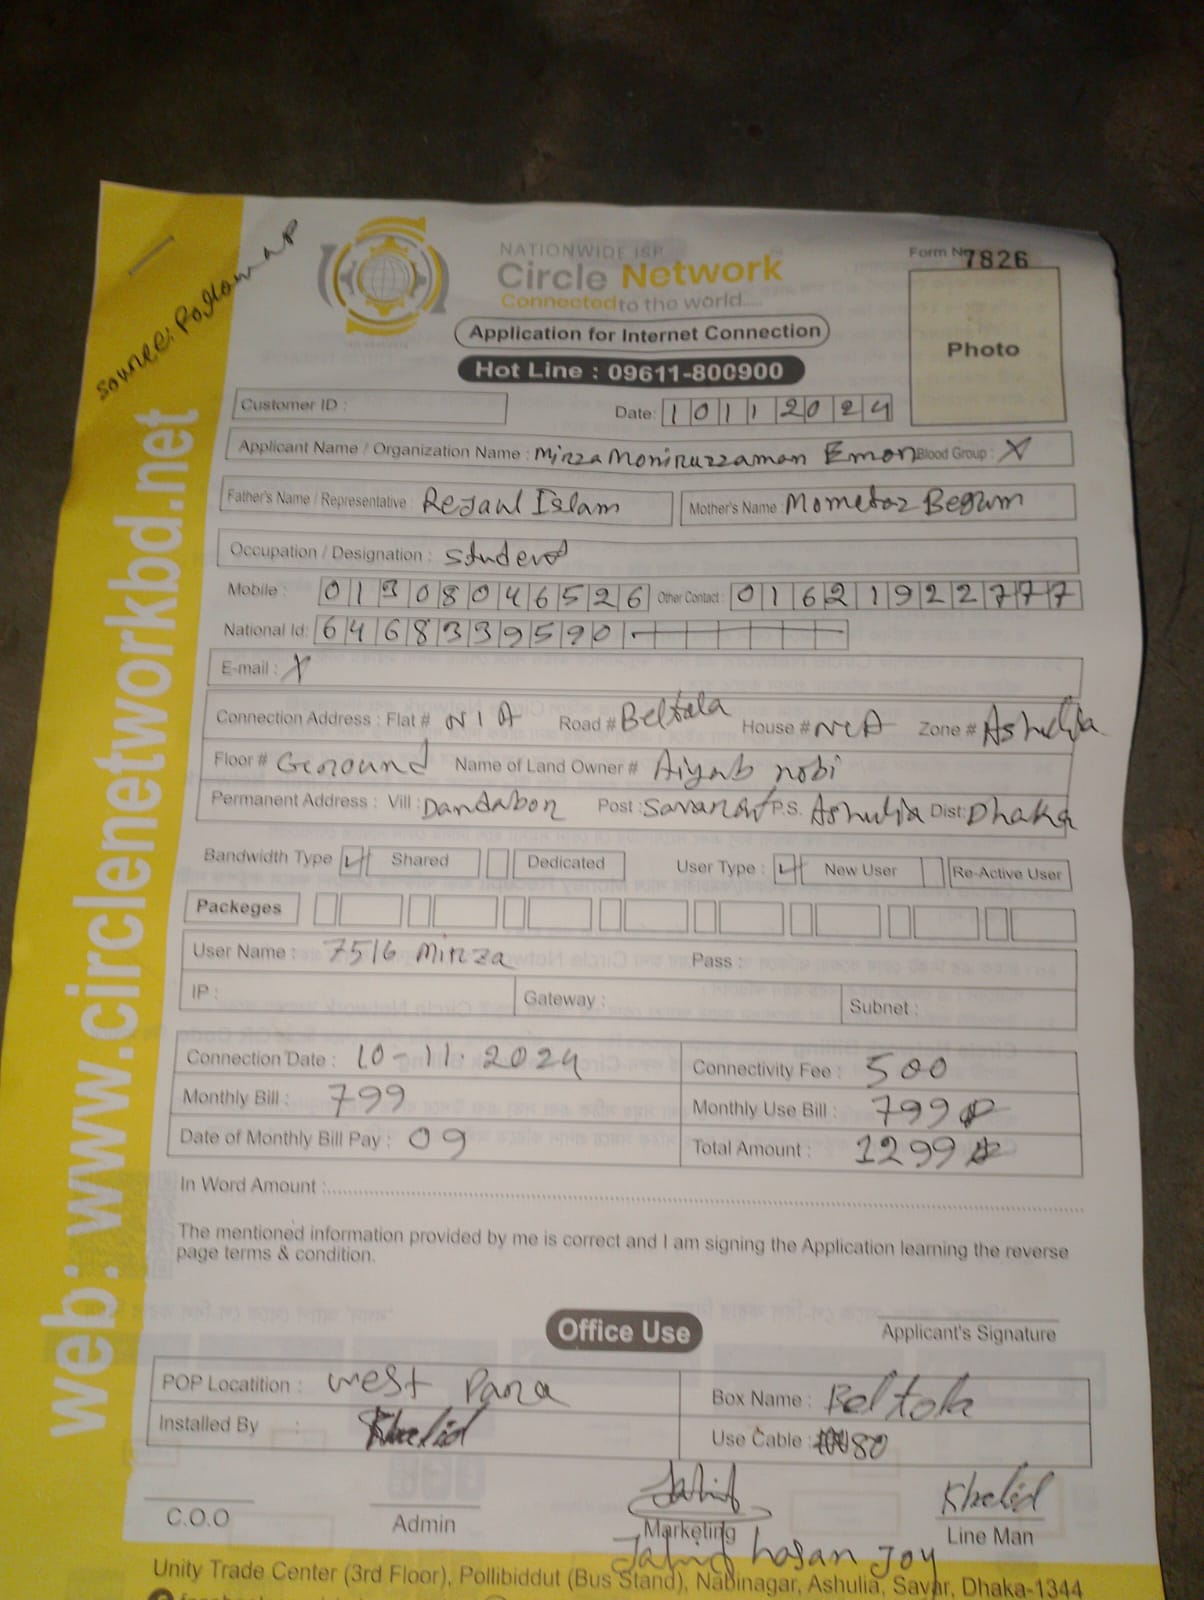 Source: Poghomap
NATIONWIDE ISP
Circle Network
Connected to the world....
Form No 7826
Application for Internet Connection
Photo
Hot Line : 09611-800900
Customer ID :
Date: 10112024
Applicant Name / Organization Name : Mirza Moniruzzaman Emon Blood Group : X
Father's Name / Representative : Rejaul Islam Mother's Name : Mometaz Begum
Occupation / Designation : Student
Mobile : 01308046526 Other Contact : 01621922777
National Id: 6468339590
E-mail : X
Connection Address : Flat # N/A Road # Beltala House # N/A Zone # Ashulia
Floor # Ground Name of Land Owner # Aiyub nobi
Permanent Address : Vill : Dandabon Post : Savar P.S. Ashulia Dist: Dhaka
Bandwidth Type Shared Dedicated User Type : New User Re-Active User
Packeges
User Name : 7516 Mirza Pass :
IP : Gateway : Subnet :
Connection Date : 10-11-2024 Connectivity Fee : 500
Monthly Bill : 799 Monthly Use Bill : 799
Date of Monthly Bill Pay : 09 Total Amount : 1299
In Word Amount :
The mentioned information provided by me is correct and I am signing the Application learning the reverse
page terms & condition.
Applicant's Signature
Office Use
POP Locatition : West Para Box Name : Beltola
Installed By : Khalid Use Cable : 80
Jahid Khalid
C.O.O Admin Marketing Line Man
Jahid hasan Joy
Unity Trade Center (3rd Floor), Pollibiddut (Bus Stand), Nabinagar, Ashulia, Savar, Dhaka-1344
web: www.circlenetworkbd.net